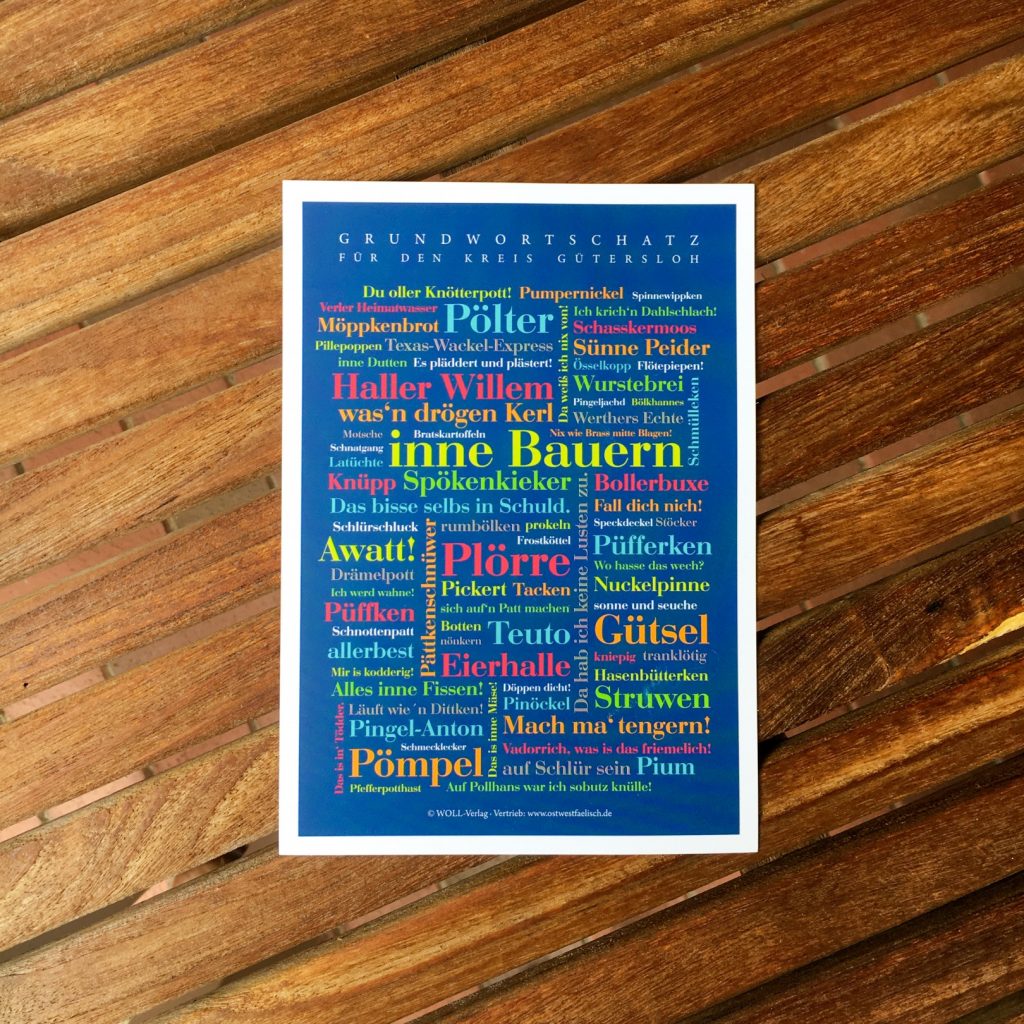 GRUNDWORTSCHATZ
FÜR DEN KREIS GÜTERSLOH
Du oller Knötterpott! Pumpernickel Spinnewippken
Verler Heimatwasser
Möppkenbrot
Pölter
Da weiß ich nix von!
Ich krich'n Dahlschlach!
Schasskermoos
Pillepoppen Texas-Wackel-Express
Sünne Peider
inne Dutten Es pläddert und plästert!
Össelkopp Flötepiepen!
Haller Willem
Wurstebrei
Schmülleken
Pingeljachd Bölkhannes
was'n drögen Kerl
Werthers Echte
Motsche Bratskartoffeln
Nix wie Brass mitte Blagen!
Schnatgang
Latüchte
inne Bauern
Knüpp Spökenkieker
Da hab ich keine Lusten zu.
Bollerbuxe
Das bisse selbs in Schuld.
Fall dich nich!
Schlürschluck
Pättkenschnüwer
rumbölken prokeln
Speckdeckel Stöcker
Frostköttel
Awatt!
Plörre
Püfferken
Drämelpott
Wo hasse das wech?
Ich werd wahne!
Pickert Tacken
Nuckelpinne
Püffken
sich auf'n Patt machen
sonne und seuche
Schnottenpatt
Botten
nönkern
Teuto
Gütsel
allerbest
Eierhalle
kniepig tranklötig
Mir is kodderig!
Hasenbütterken
Alles inne Fissen!
Das is inne Mäse!
Döppen dicht!
Struwen
Das is in' Tödder.
Läuft wie´n Dittken!
Pinöckel
Pingel-Anton
Mach ma' tengern!
Schmecklecker
Vadorrich, was is das friemelich!
Pömpel
auf Schlür sein Pium
Pfefferpotthast
Auf Pollhans war ich sobutz knülle!
© WOLL-Verlag · Vertrieb: www.ostwestfaelisch.de